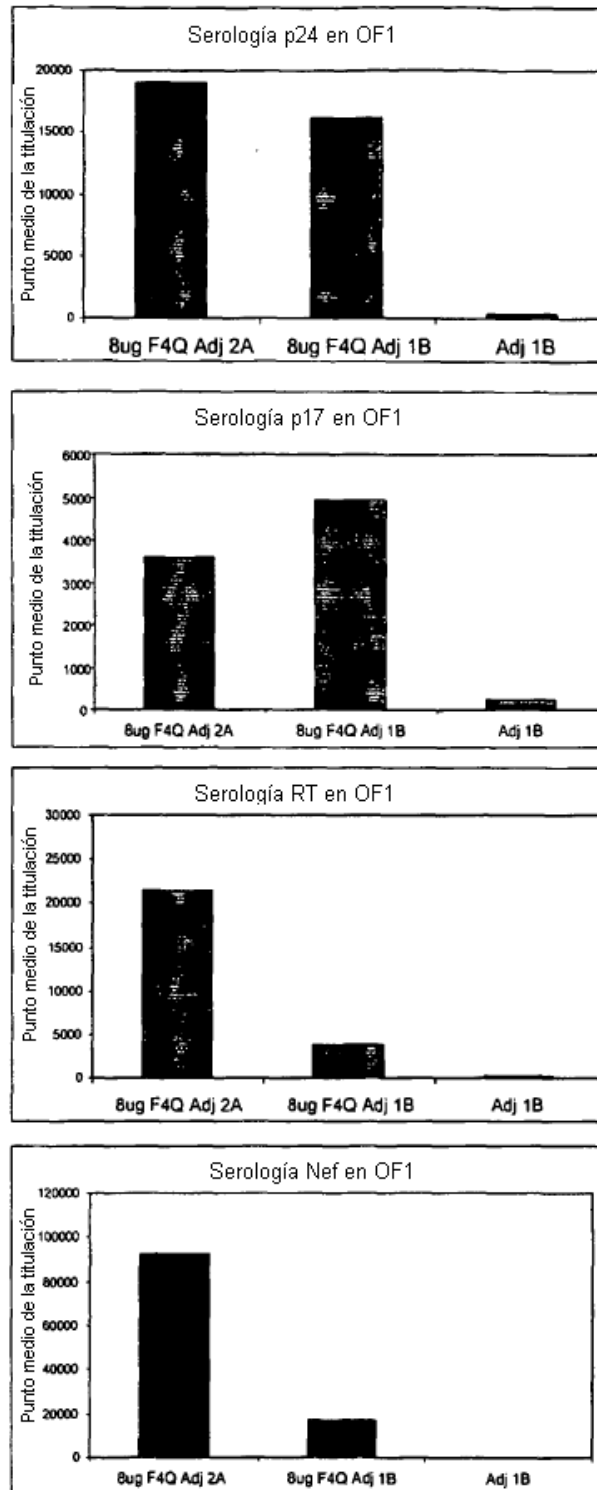 Serología p24 en OF1
Punto medio de la titulación
20000
15000
10000
5000
0
8ug F4Q Adj 2A 8ug F4Q Adj 1B Adj 1B
Serología p17 en OF1
Punto medio de la titulación
6000
5000
4000
3000
2000
1000
0
8ug F4Q Adj 2A 8ug F4Q Adj 1B Adj 1B
Serología RT en OF1
Punto medio de la titulación
30000
25000
20000
15000
10000
5000
0
8ug F4Q Adj 2A 8ug F4Q Adj 1B Adj 1B
Serología Nef en OF1
Punto medio de la titulación
120000
100000
80000
60000
40000
20000
0
8ug F4Q Adj 2A 8ug F4Q Adj 1B Adj 1B